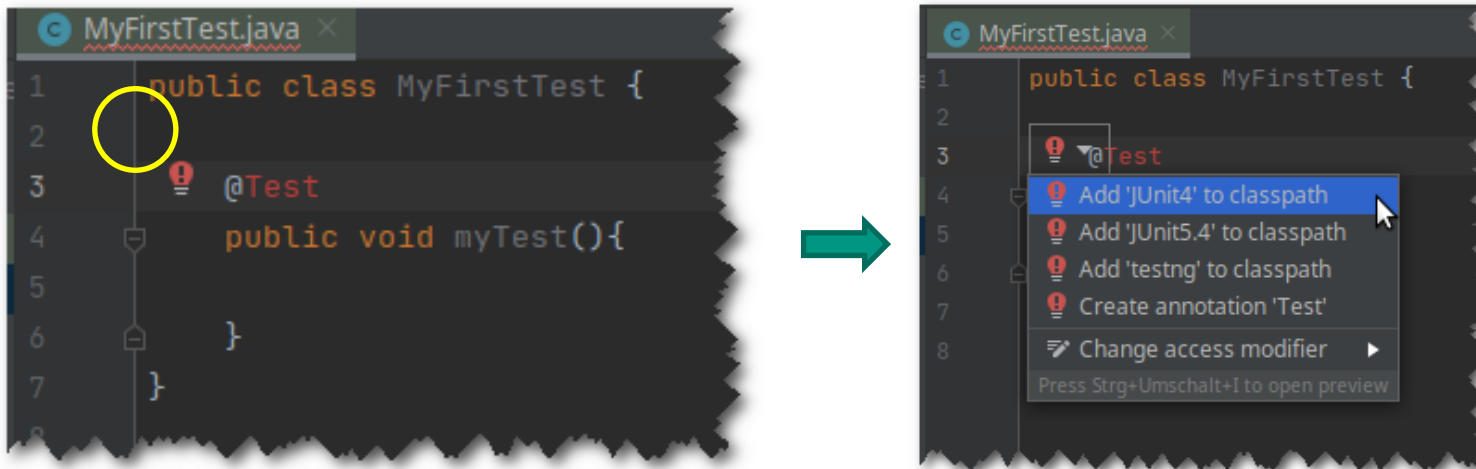 MyFirstTest.java
1 public class MyFirstTest {
2
3 @Test
4 public void myTest(){
5
6 }
7 }
MyFirstTest.java
1 public class MyFirstTest {
2
3 @Test
4 Add 'JUnit4' to classpath
5 Add 'JUnit5.4' to classpath
6 Add 'testng' to classpath
7 Create annotation 'Test'
8 Change access modifier
Press Strg+Umschalt+I to open preview